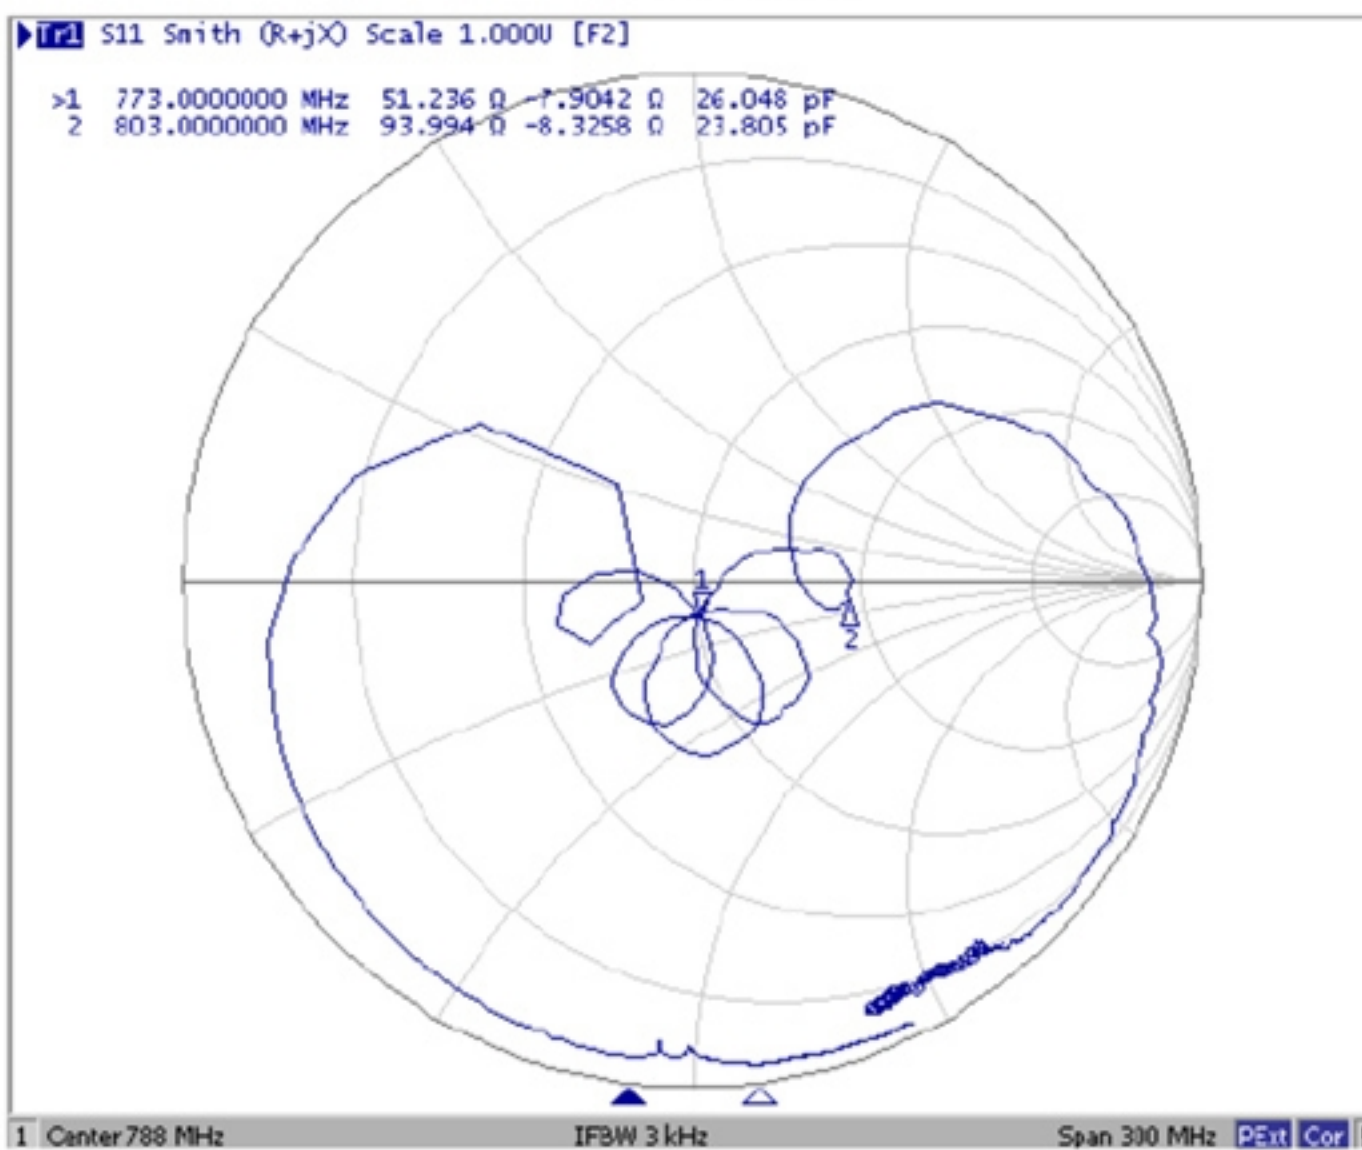 Tr1 S11 Smith (R+jX) Scale 1.000U [F2]
>1 773.0000000 MHz 51.236 Ω -7.9042 Ω 26.048 pF
2 803.0000000 MHz 93.994 Ω -8.3258 Ω 23.805 pF
1
2
1 Center 788 MHz IFBW 3 kHz Span 300 MHz PExt Cor